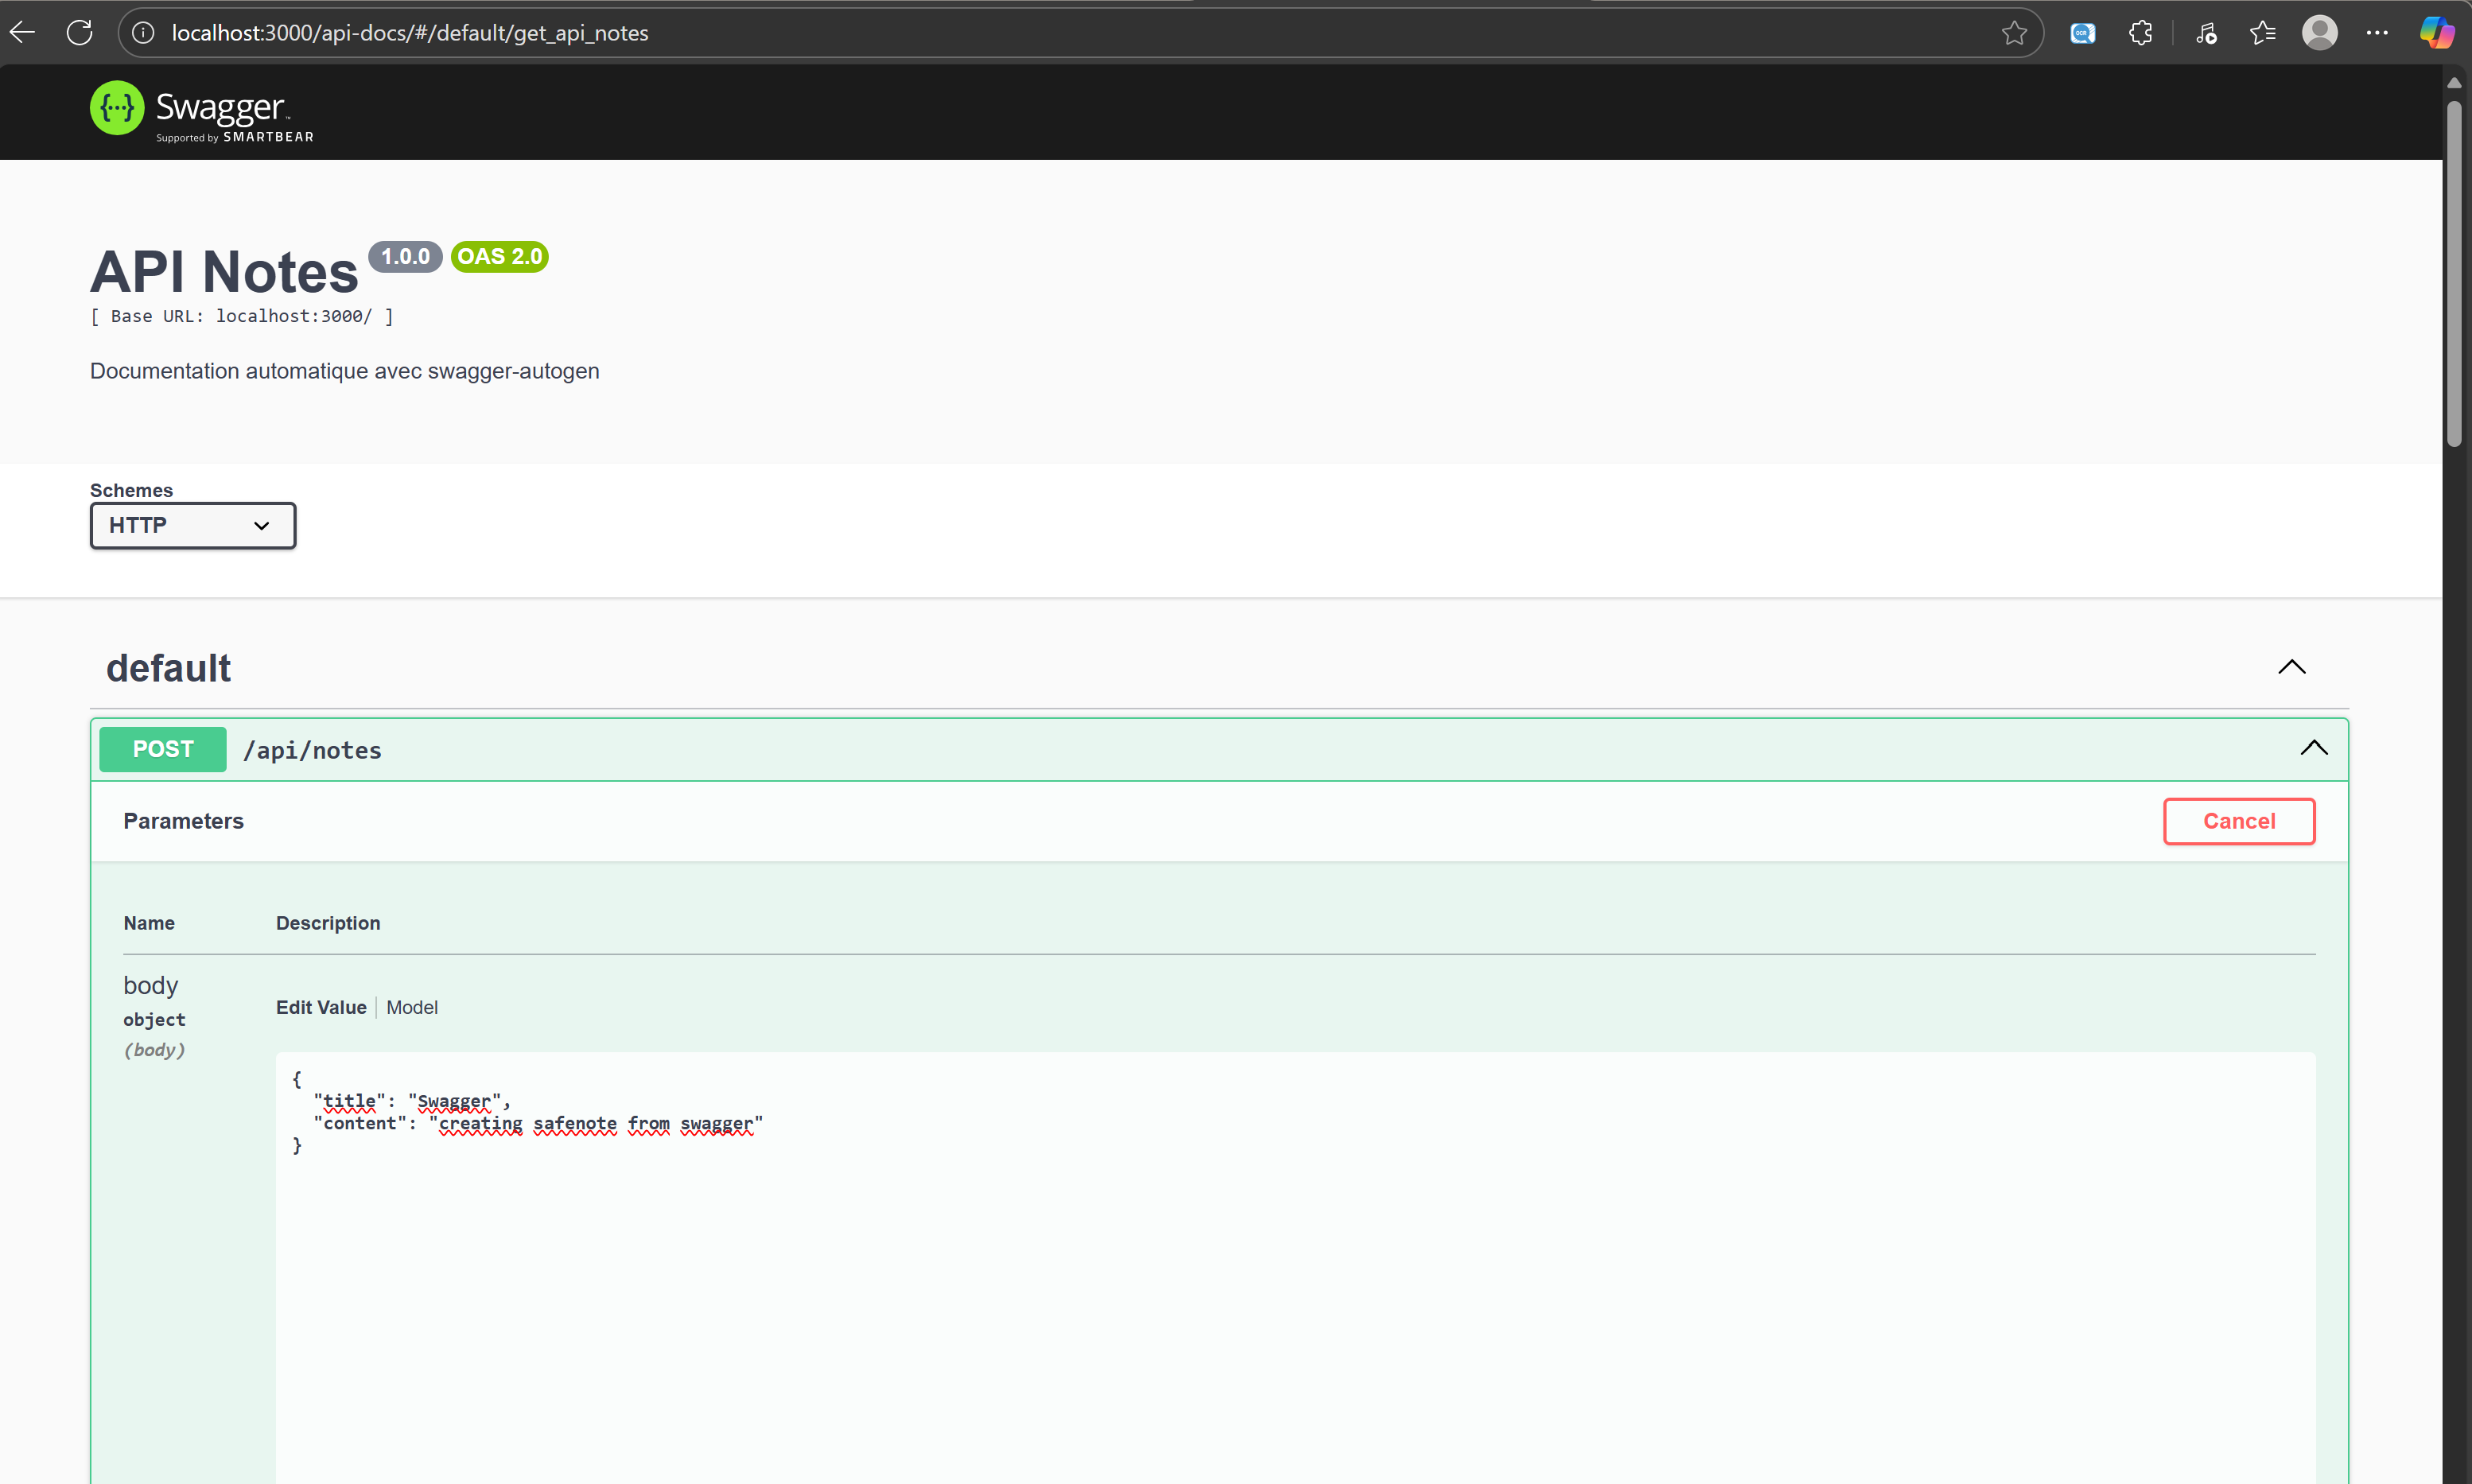 localhost:3000/api-docs/#/default/get_api_notes
OCR
{···} Swagger™
Supported by SMARTBEAR
API Notes 1.0.0 OAS 2.0
[ Base URL: localhost:3000/ ]
Documentation automatique avec swagger-autogen
Schemes
HTTP
default
POST /api/notes
Parameters
Cancel
Name Description
body
object
(body)
Edit Value | Model
{
  "title": "Swagger",
  "content": "creating safenote from swagger"
}